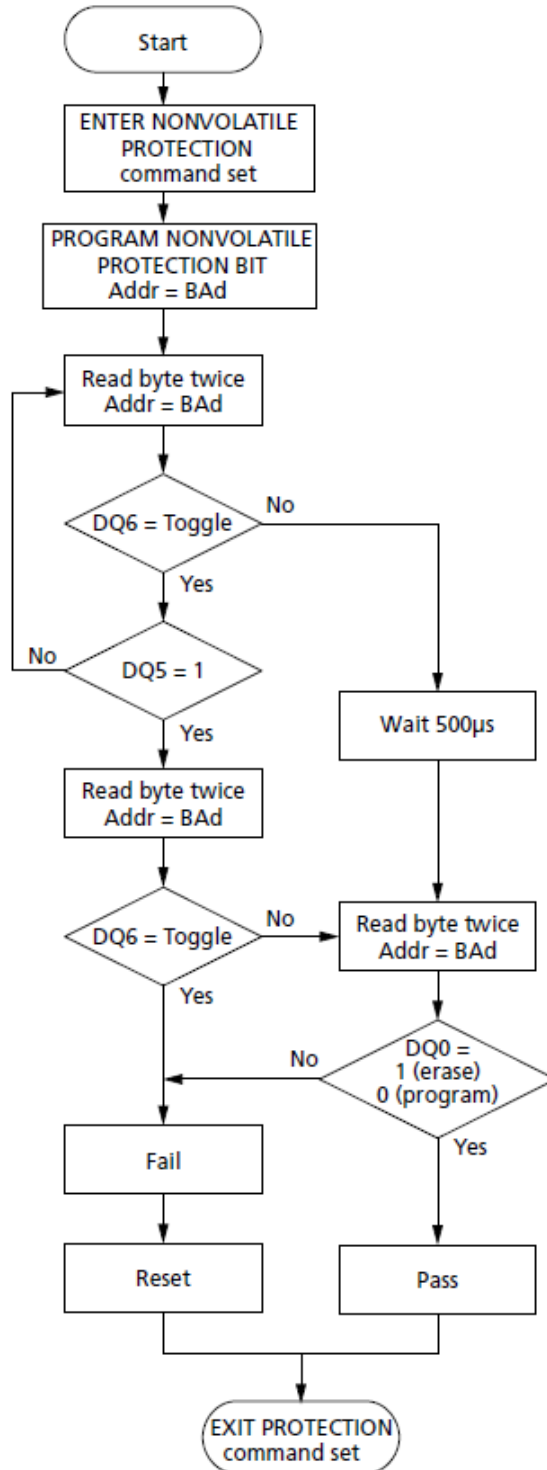 Start
ENTER NONVOLATILE
PROTECTION
command set
PROGRAM NONVOLATILE
PROTECTION BIT
Addr = BAd
Read byte twice
Addr = BAd
DQ6 = Toggle
No
Yes
DQ5 = 1
No
Yes
Wait 500µs
Read byte twice
Addr = BAd
DQ6 = Toggle
No
Yes
Read byte twice
Addr = BAd
DQ0 =
1 (erase)
0 (program)
No
Yes
Fail
Reset
Pass
EXIT PROTECTION
command set